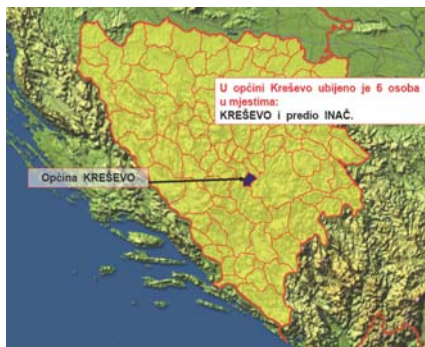 U općini Kreševo ubijeno je 6 osoba
u mjestima:
KREŠEVO i predio INAČ.
Općina KREŠEVO